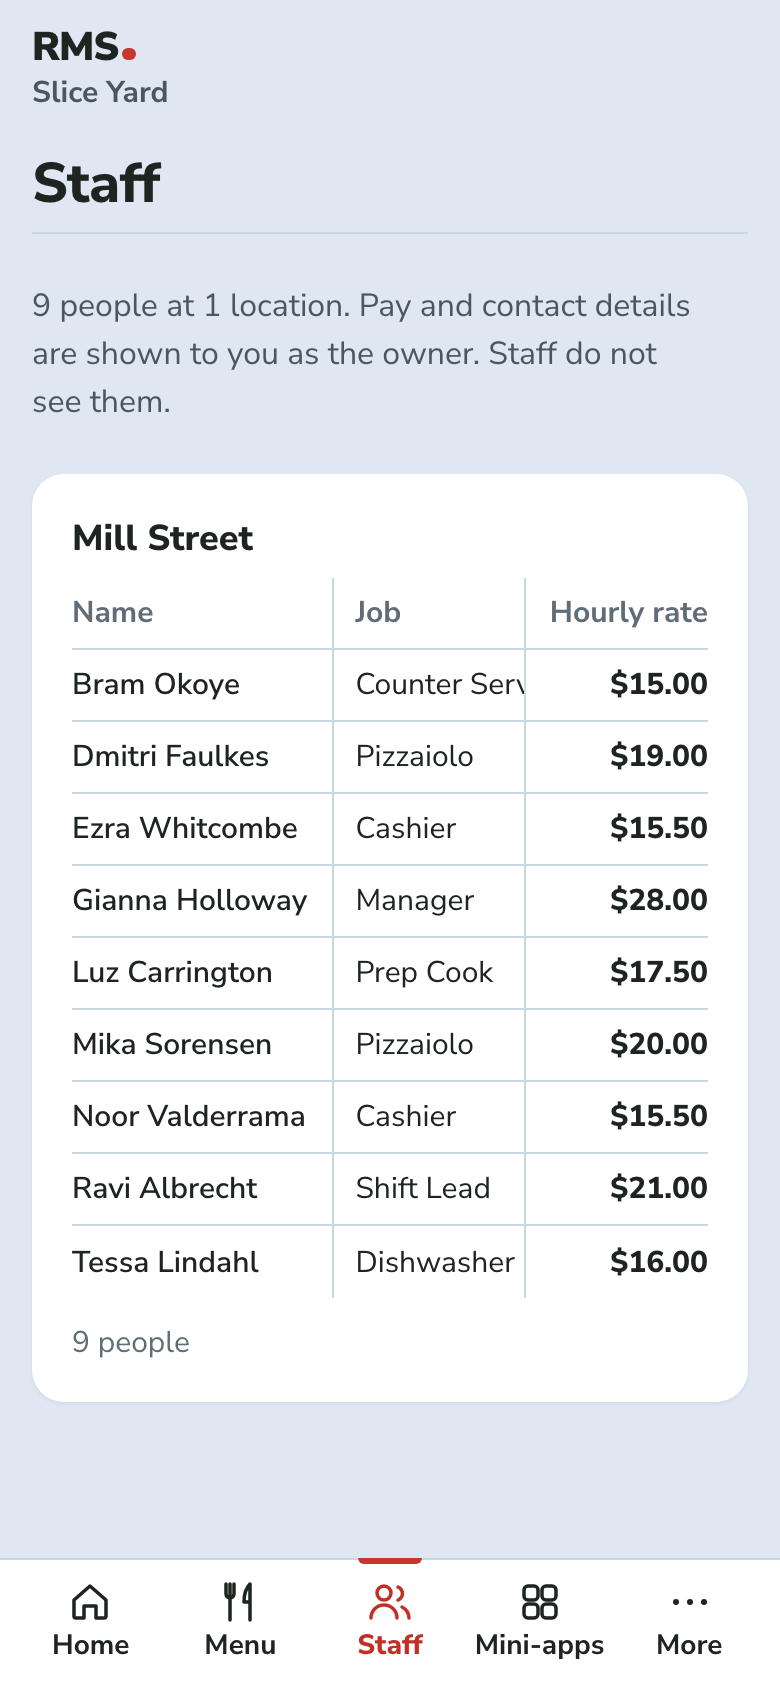 RMS.
Slice Yard
Staff
9 people at 1 location. Pay and contact details
are shown to you as the owner. Staff do not
see them.
Mill Street
Name Job Hourly rate
Bram Okoye Counter Serv $15.00
Dmitri Faulkes Pizzaiolo $19.00
Ezra Whitcombe Cashier $15.50
Gianna Holloway Manager $28.00
Luz Carrington Prep Cook $17.50
Mika Sorensen Pizzaiolo $20.00
Noor Valderrama Cashier $15.50
Ravi Albrecht Shift Lead $21.00
Tessa Lindahl Dishwasher $16.00
9 people
Home Menu Staff Mini-apps More